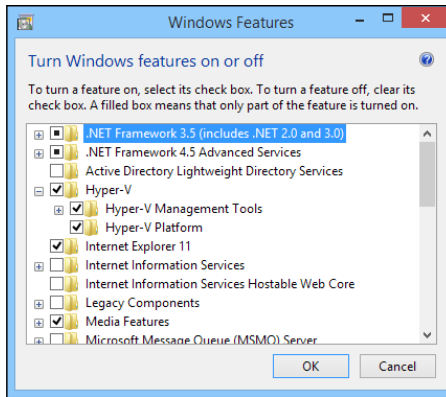 Windows Features
Turn Windows features on or off
To turn a feature on, select its check box. To turn a feature off, clear its
check box. A filled box means that only part of the feature is turned on.
.NET Framework 3.5 (includes .NET 2.0 and 3.0)
.NET Framework 4.5 Advanced Services
Active Directory Lightweight Directory Services
Hyper-V
Hyper-V Management Tools
Hyper-V Platform
Internet Explorer 11
Internet Information Services
Internet Information Services Hostable Web Core
Legacy Components
Media Features
Microsoft Message Queue (MSMQ) Server
OK
Cancel